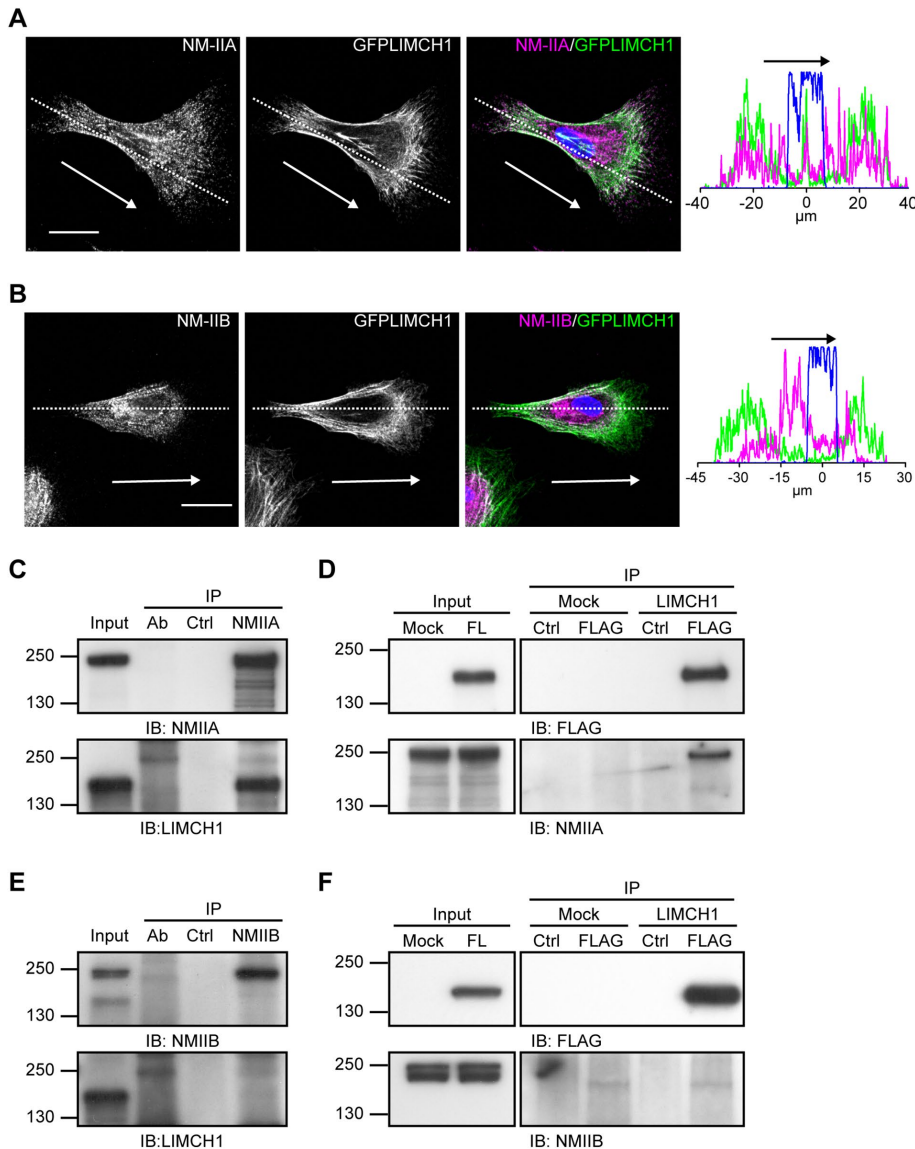 A
NM-IIA
GFPLIMCH1
NM-IIA/GFPLIMCH1
-40 -20 0 20 40
µm
B
NM-IIB
GFPLIMCH1
NM-IIB/GFPLIMCH1
-45 -30 -15 0 15 30
µm
C
IP
Input Ab Ctrl NMIIA
250
130
IB: NMIIA
250
130
IB:LIMCH1
D
IP
Input Mock LIMCH1
Mock FL Ctrl FLAG Ctrl FLAG
250
130
IB: FLAG
250
130
IB: NMIIA
E
IP
Input Ab Ctrl NMIIB
250
130
IB: NMIIB
250
130
IB:LIMCH1
F
IP
Input Mock LIMCH1
Mock FL Ctrl FLAG Ctrl FLAG
250
130
IB: FLAG
250
130
IB: NMIIB